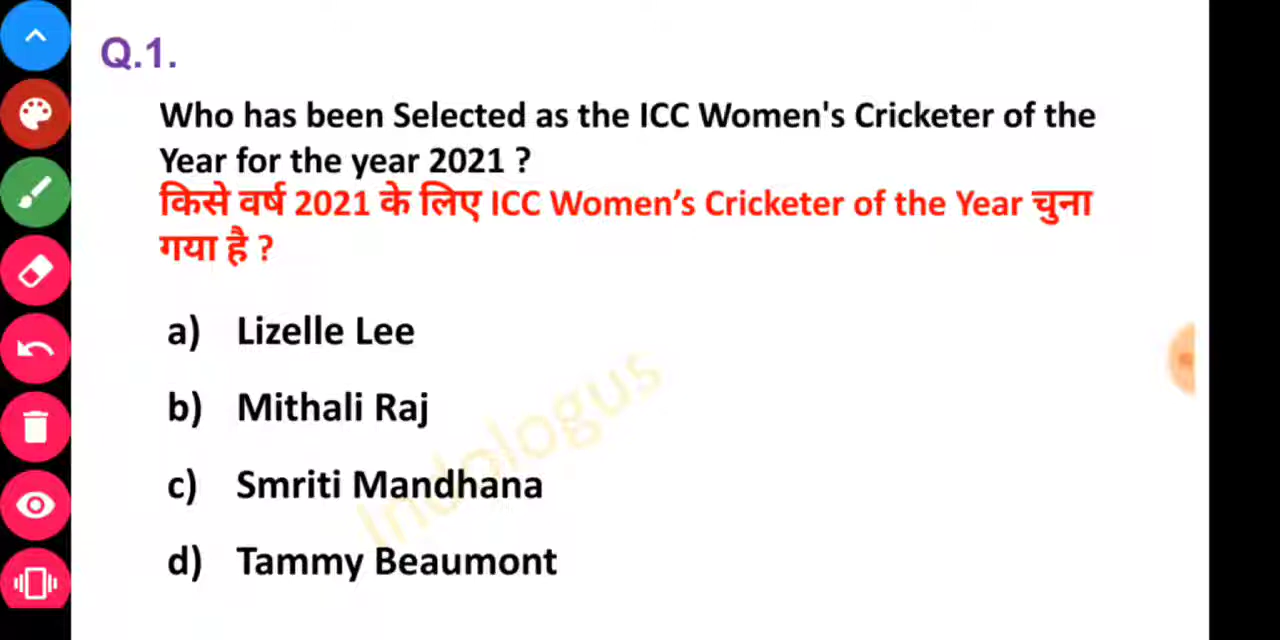 Q.1.
Who has been Selected as the ICC Women's Cricketer of the
Year for the year 2021 ?
किसे वर्ष 2021 के लिए ICC Women’s Cricketer of the Year चुना
गया है ?
a) Lizelle Lee
b) Mithali Raj
c) Smriti Mandhana
d) Tammy Beaumont
Indologus